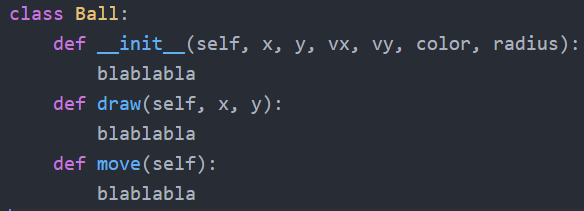 class Ball:
    def __init__(self, x, y, vx, vy, color, radius):
        blablabla
    def draw(self, x, y):
        blablabla
    def move(self):
        blablabla